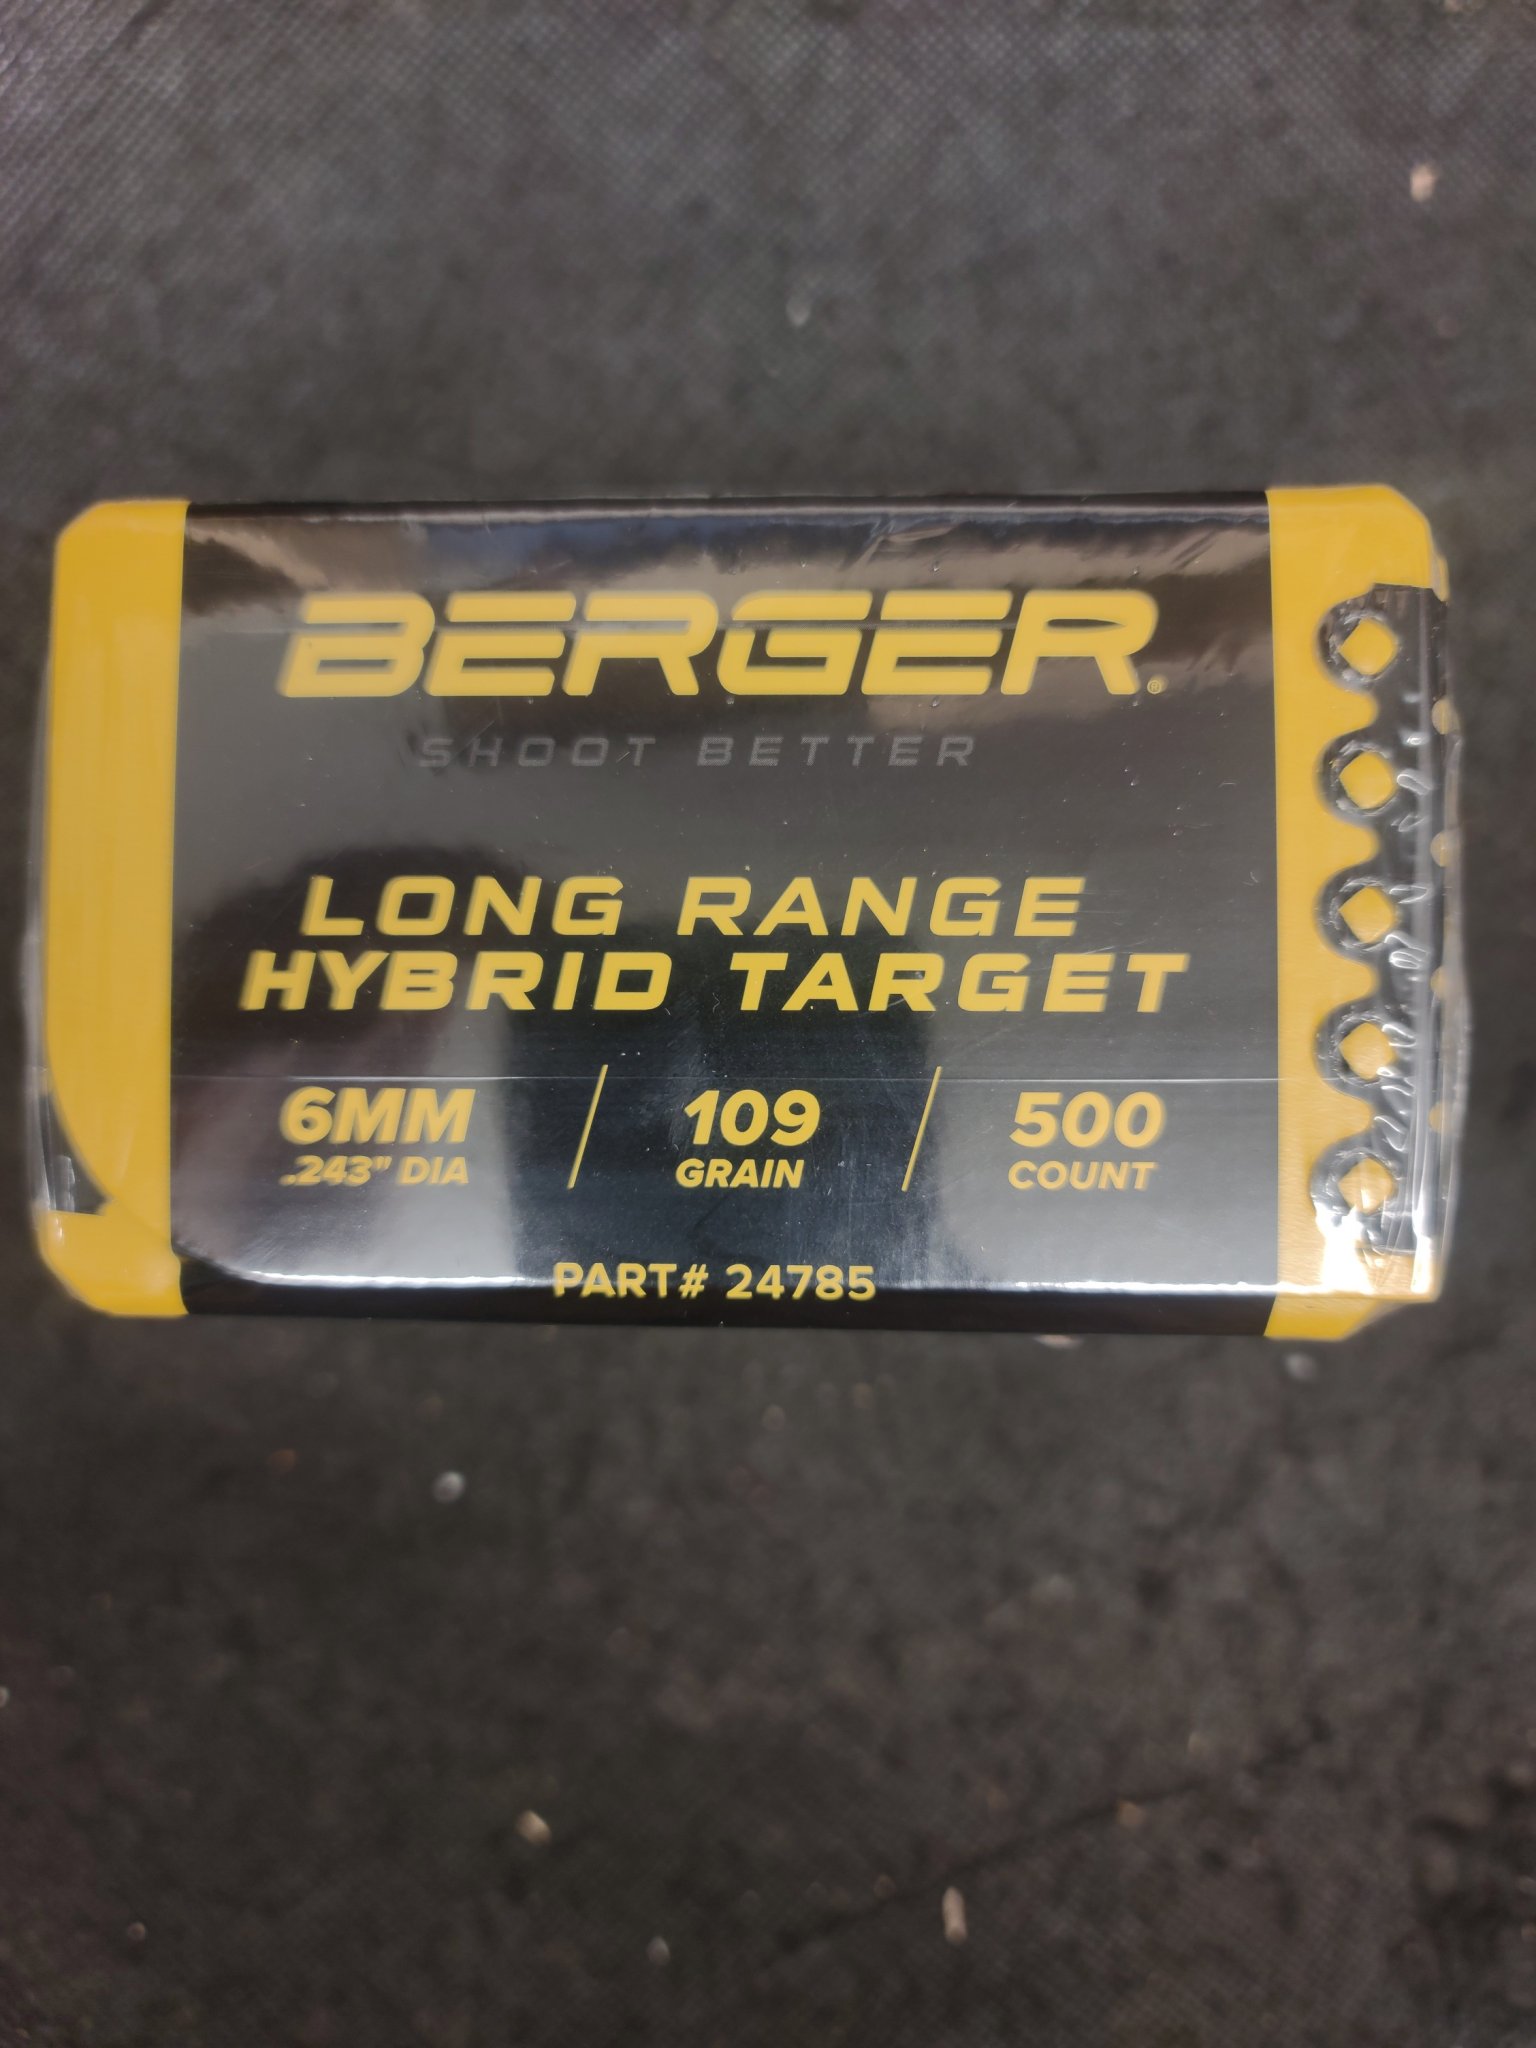 BERGER®
SHOOT BETTER
LONG RANGE
HYBRID TARGET
6MM / 109 / 500
.243" DIA GRAIN COUNT
PART# 24785